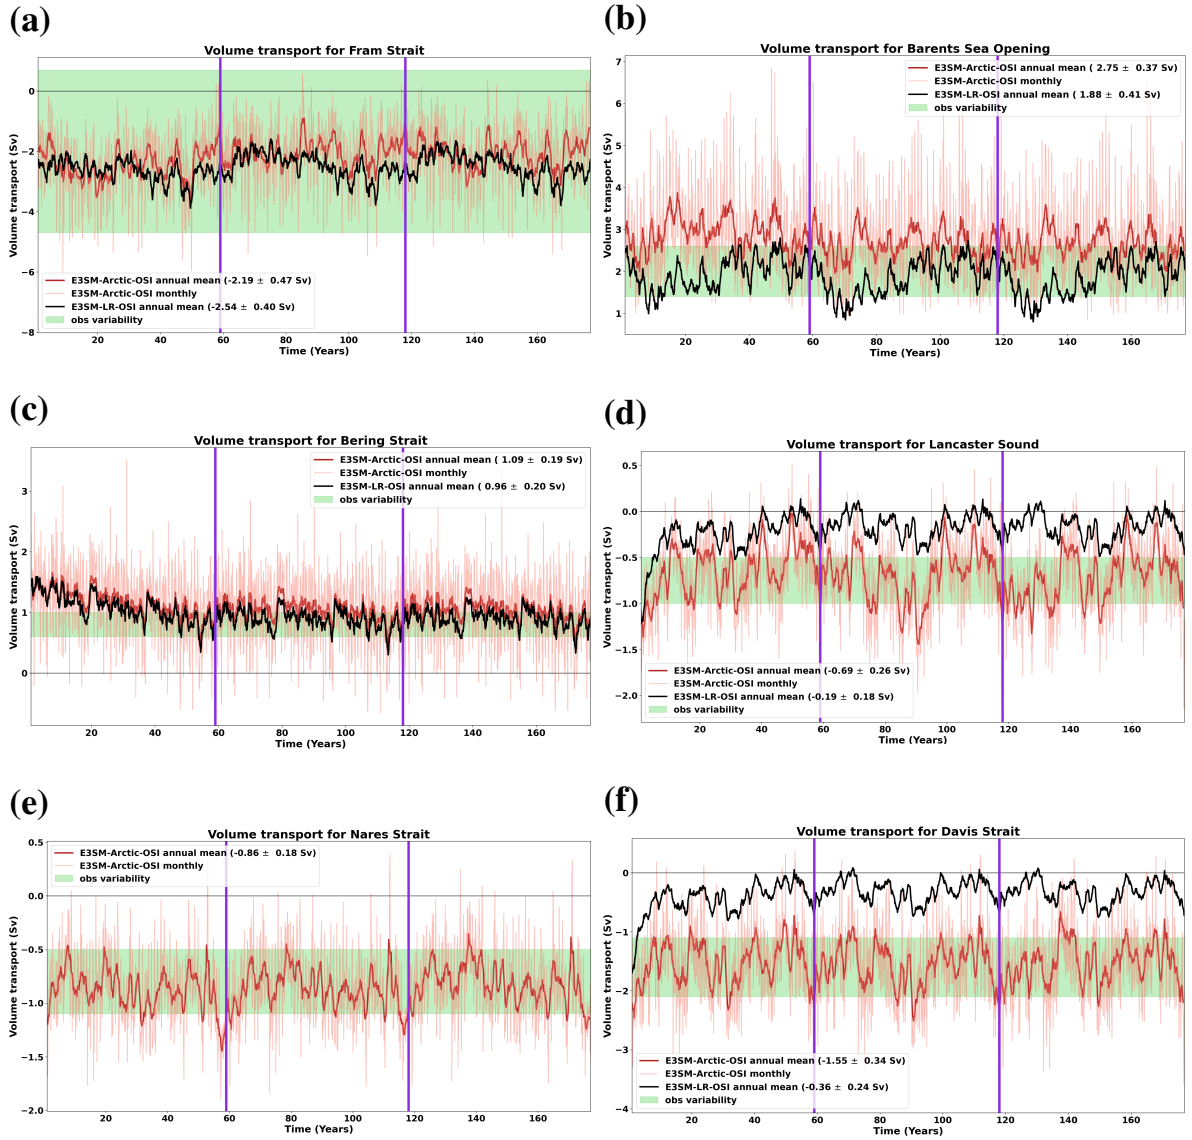 (a)
Volume transport for Fram Strait
Volume transport (Sv)
0
−2
−4
−6
−8
E3SM-Arctic-OSI annual mean (-2.19 ± 0.47 Sv)
E3SM-Arctic-OSI monthly
E3SM-LR-OSI annual mean (-2.54 ± 0.40 Sv)
obs variability
20 40 60 80 100 120 140 160
Time (Years)
(b)
Volume transport for Barents Sea Opening
Volume transport (Sv)
7
6
5
4
3
2
1
E3SM-Arctic-OSI annual mean ( 2.75 ± 0.37 Sv)
E3SM-Arctic-OSI monthly
E3SM-LR-OSI annual mean ( 1.88 ± 0.41 Sv)
obs variability
20 40 60 80 100 120 140 160
Time (Years)
(c)
Volume transport for Bering Strait
Volume transport (Sv)
3
2
1
0
E3SM-Arctic-OSI annual mean ( 1.09 ± 0.19 Sv)
E3SM-Arctic-OSI monthly
E3SM-LR-OSI annual mean ( 0.96 ± 0.20 Sv)
obs variability
20 40 60 80 100 120 140 160
Time (Years)
(d)
Volume transport for Lancaster Sound
Volume transport (Sv)
0.5
0.0
−0.5
−1.0
−1.5
−2.0
E3SM-Arctic-OSI annual mean (-0.69 ± 0.26 Sv)
E3SM-Arctic-OSI monthly
E3SM-LR-OSI annual mean (-0.19 ± 0.18 Sv)
obs variability
20 40 60 80 100 120 140 160
Time (Years)
(e)
Volume transport for Nares Strait
Volume transport (Sv)
0.5
0.0
−0.5
−1.0
−1.5
−2.0
E3SM-Arctic-OSI annual mean (-0.86 ± 0.18 Sv)
E3SM-Arctic-OSI monthly
obs variability
20 40 60 80 100 120 140 160
Time (Years)
(f)
Volume transport for Davis Strait
Volume transport (Sv)
0
−1
−2
−3
−4
E3SM-Arctic-OSI annual mean (-1.55 ± 0.34 Sv)
E3SM-Arctic-OSI monthly
E3SM-LR-OSI annual mean (-0.36 ± 0.24 Sv)
obs variability
20 40 60 80 100 120 140 160
Time (Years)